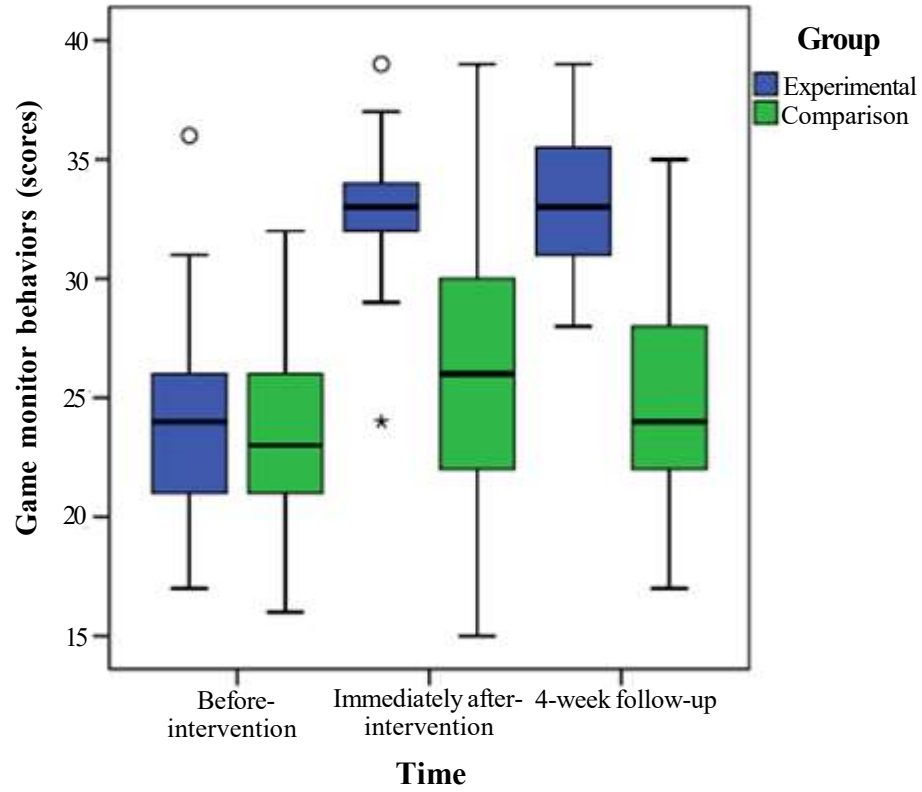 Game monitor behaviors (scores)
40
35
30
25
20
15
Before-
intervention
Immediately after-
intervention
4-week follow-up
Time
Group
Experimental
Comparison